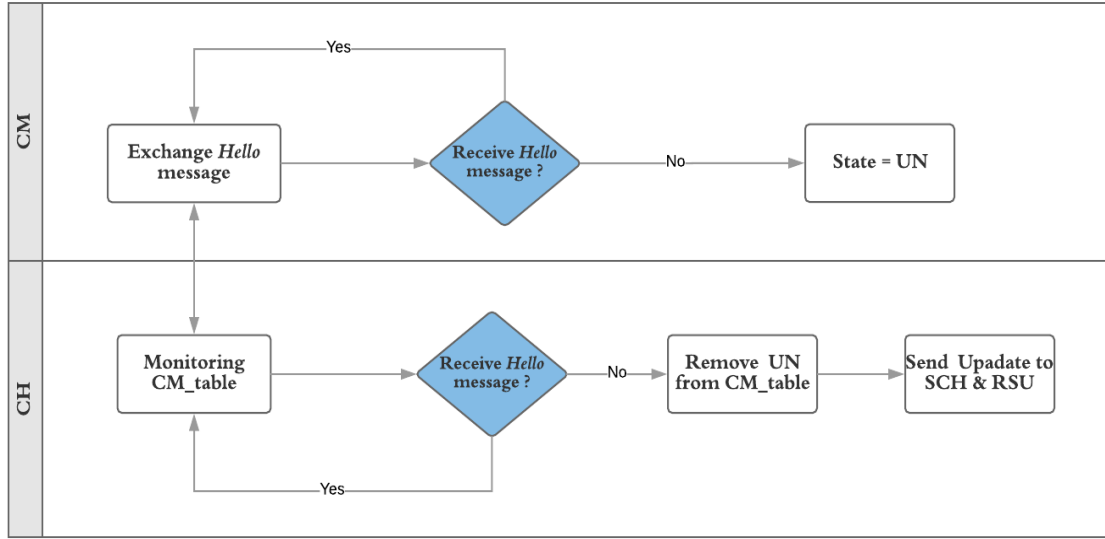 CM
Yes
Exchange Hello
message
Receive Hello
message ?
No
State = UN
CH
Monitoring
CM_table
Receive Hello
message ?
No
Remove UN
from CM_table
Send Upadate to
SCH & RSU
Yes